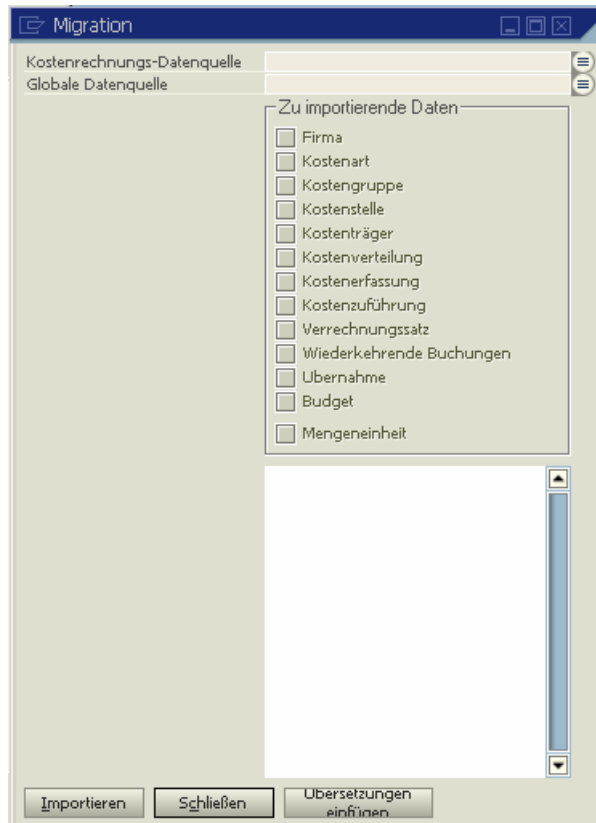 Migration
Kostenrechnungs-Datenquelle
Globale Datenquelle
Zu importierende Daten
Firma
Kostenart
Kostengruppe
Kostenstelle
Kostenträger
Kostenverteilung
Kostenerfassung
Kostenzuführung
Verrechnungssatz
Wiederkehrende Buchungen
Übernahme
Budget
Mengeneinheit
Importieren
Schließen
Übersetzungen
einfügen